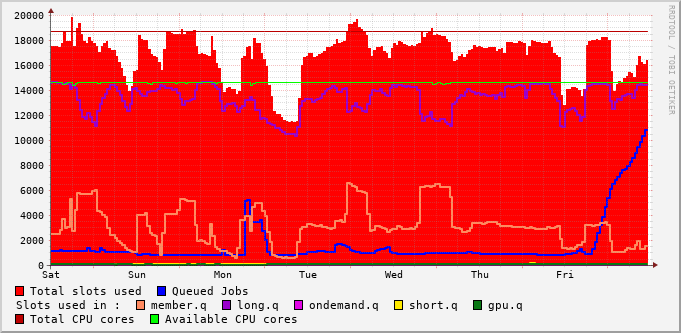 20000
18000
16000
14000
12000
10000
8000
6000
4000
2000
0
Sat Sun Mon Tue Wed Thu Fri
RRDTOOL / TOBI OETIKER
Total slots used Queued Jobs
Slots used in : member.q long.q ondemand.q short.q gpu.q
Total CPU cores Available CPU cores